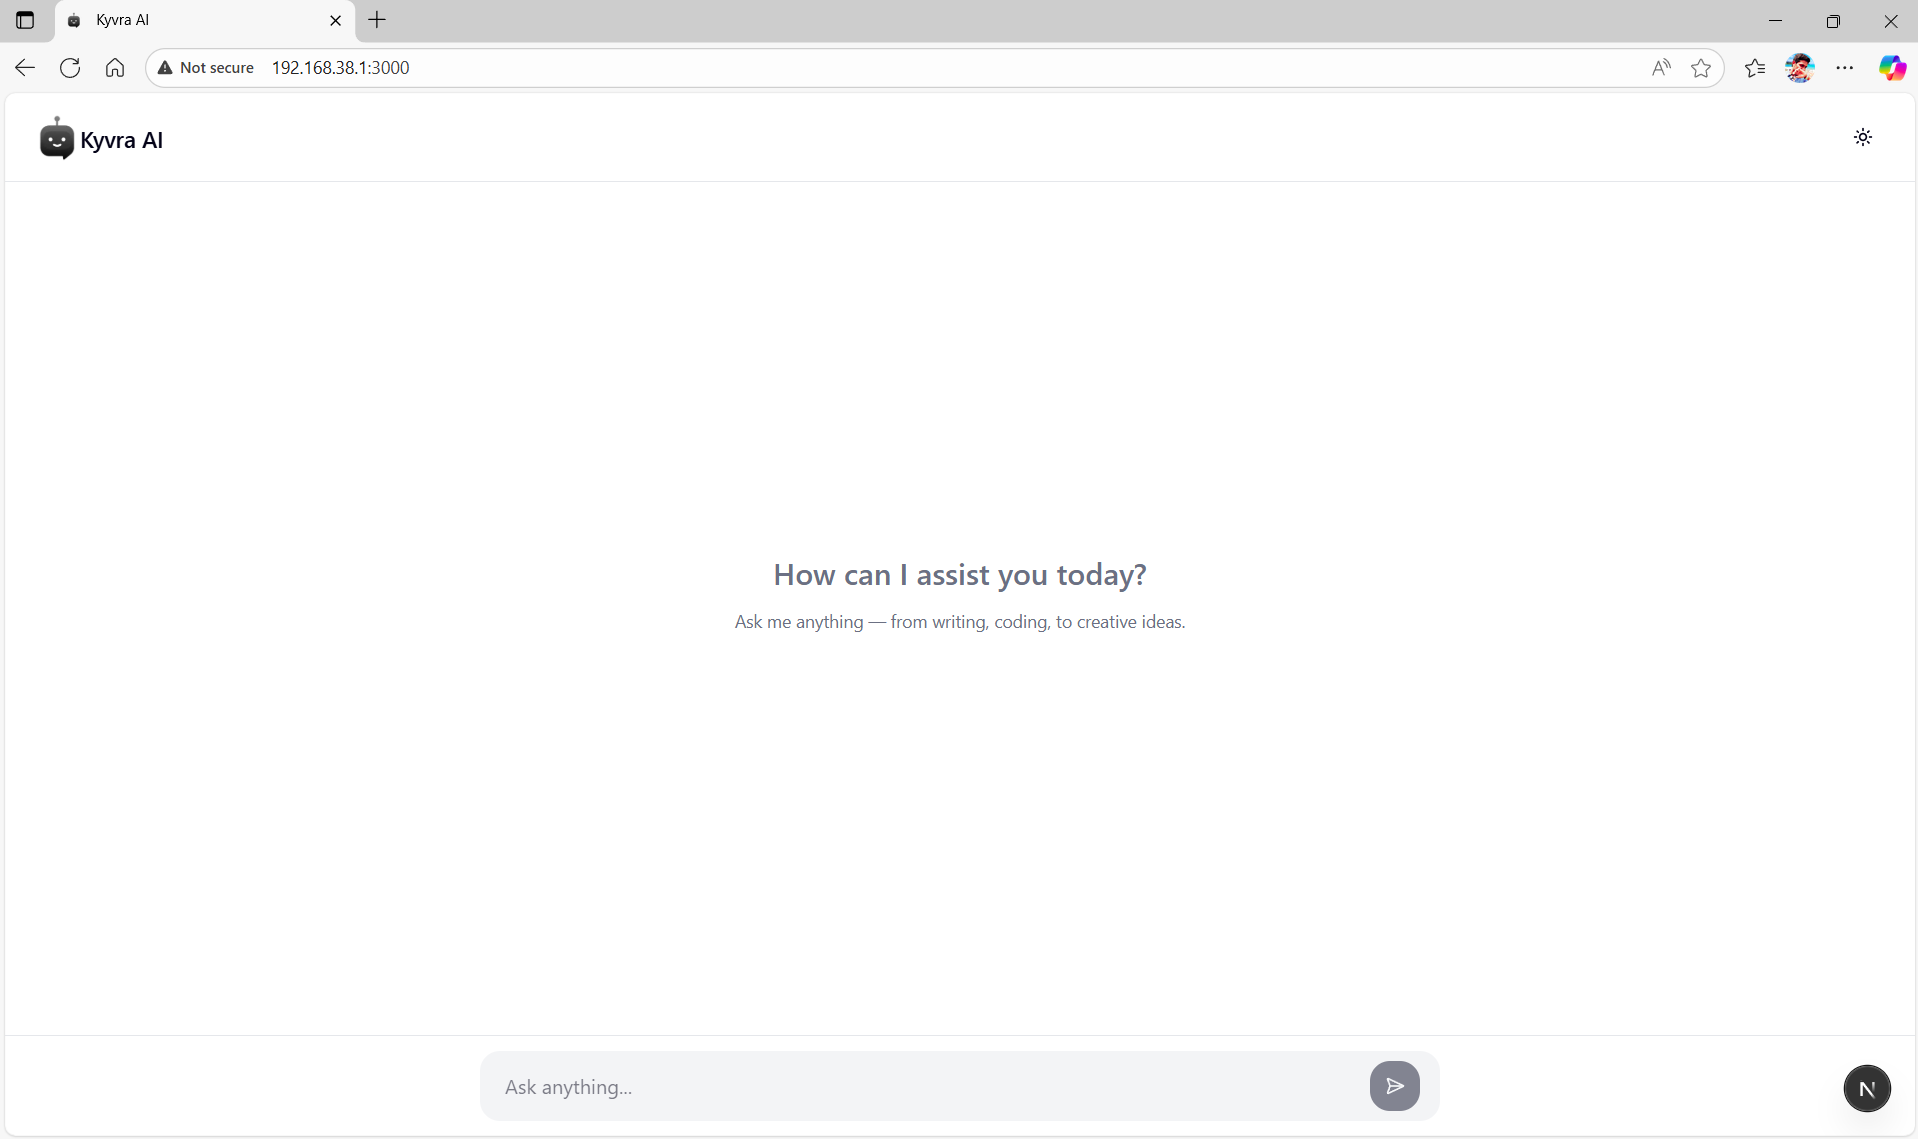 Kyvra AI
Not secure
192.168.38.1:3000
Kyvra AI
How can I assist you today?
Ask me anything — from writing, coding, to creative ideas.
Ask anything...
N